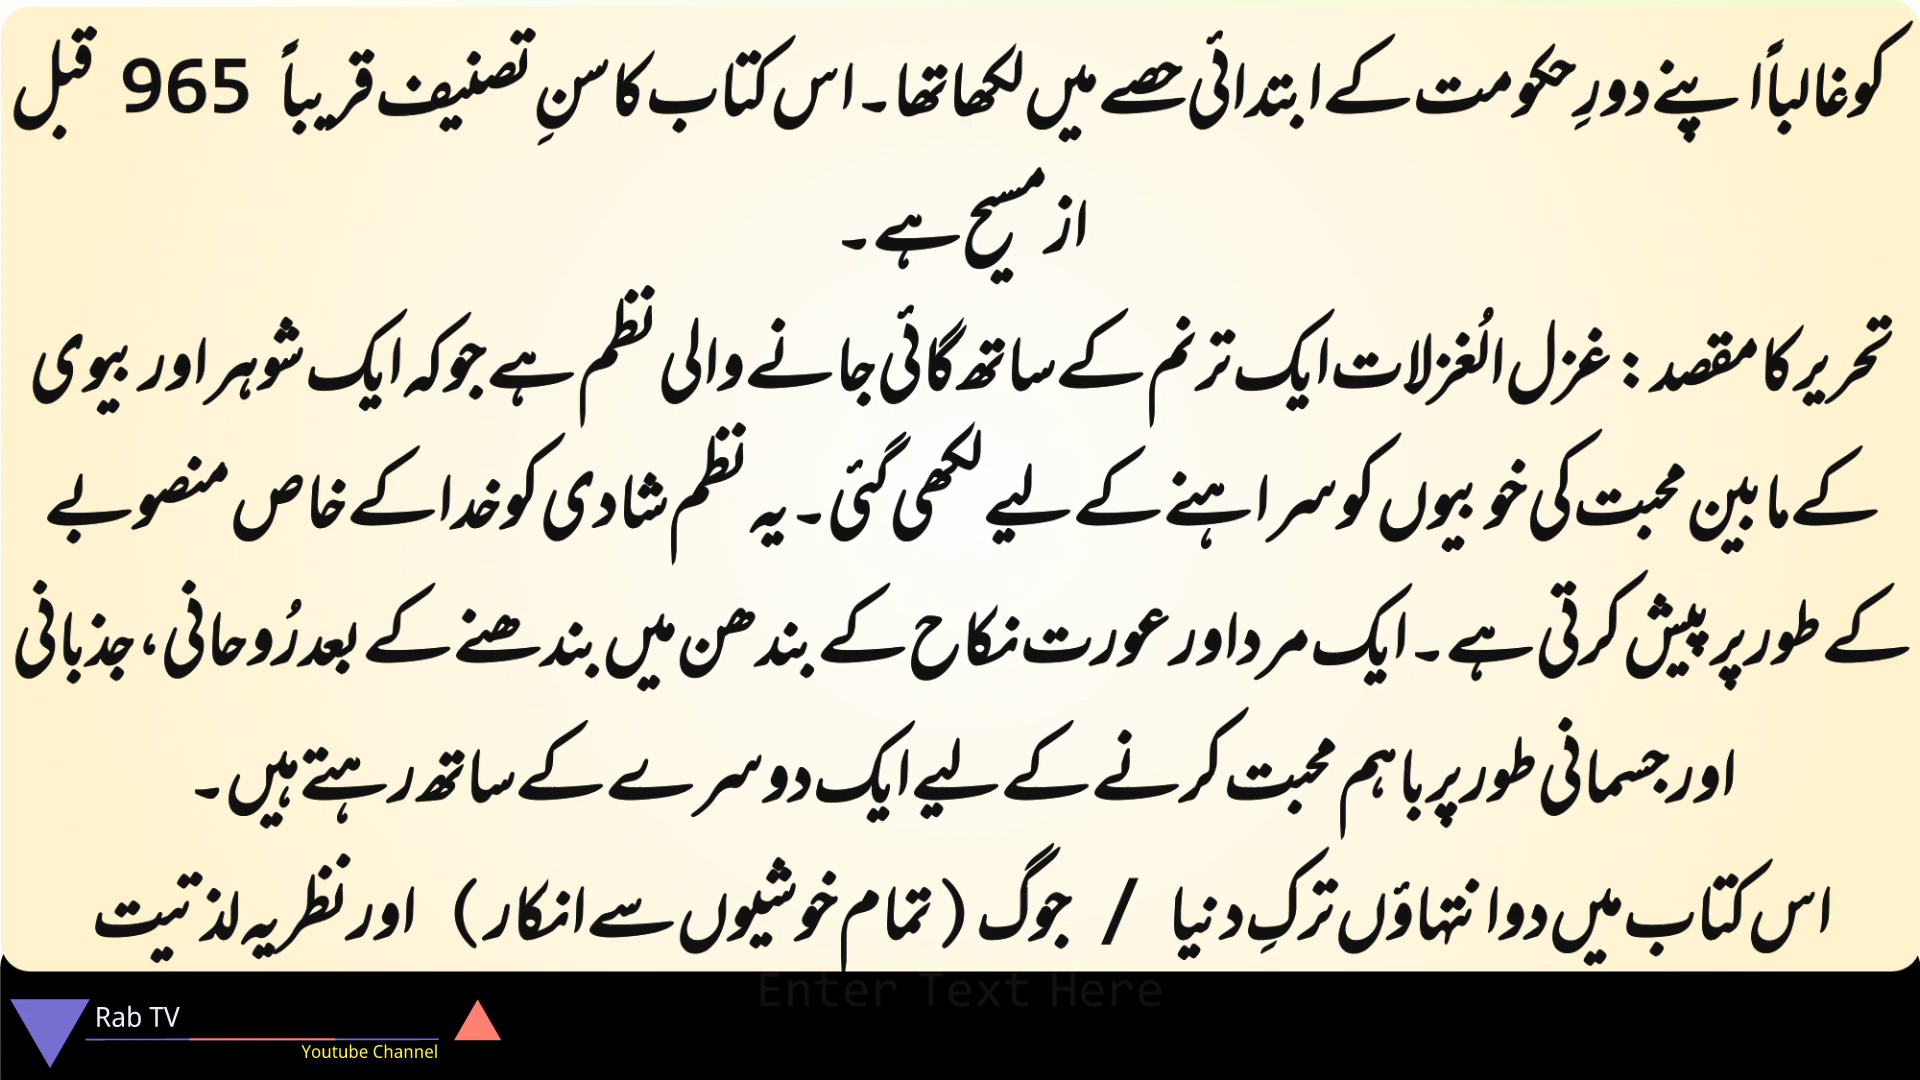 کو غالباً اپنے دورِ حکومت کے ابتدائی حصے میں لکھا تھا۔ اس کتاب کا سنِ تصنیف قریباً 965 قبل
از مسیح ہے۔
تحریر کا مقصد : غزل الُغزلات ایک ترنم کے ساتھ گائی جانے والی نظم ہے جو کہ ایک شوہر اور بیوی
کے مابین محبت کی خوبیوں کو سراہنے کے لیے لکھی گئی۔ یہ نظم شادی کو خدا کے خاص منصوبے
کے طور پر پیش کرتی ہے۔ ایک مرد اور عورت نکاح کے بندھن میں بندھنے کے بعد رُوحانی، جذباتی
اور جسمانی طور پر باہم محبت کرنے کے لیے ایک دوسرے کے ساتھ رہتے ہیں۔
اس کتاب میں دو انتہاؤں ترکِ دنیا / جوگ (تمام خوشیوں سے انکار) اور نظریہ لذتیت
Enter Text Here
Rab TV
Youtube Channel